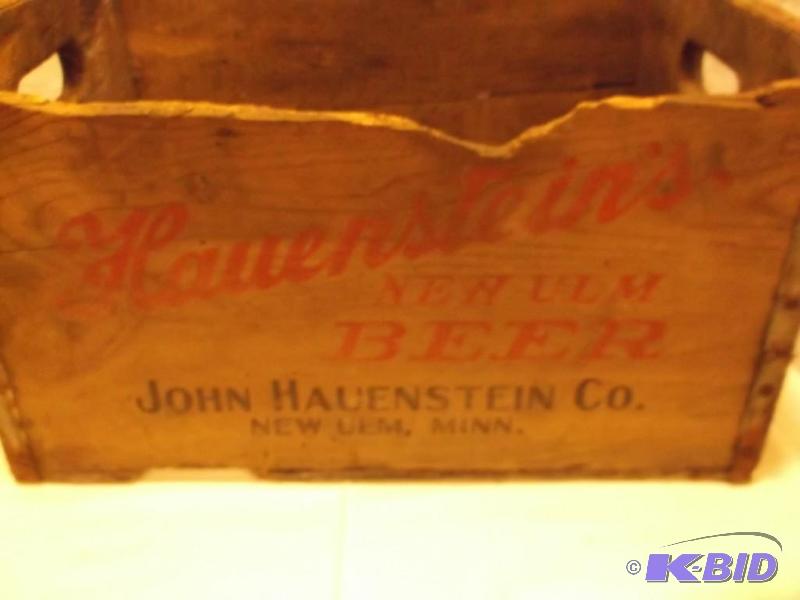 Hauenstein's
NEW ULM
BEER
JOHN HAUENSTEIN CO.
NEW ULM, MINN.
© K-BID